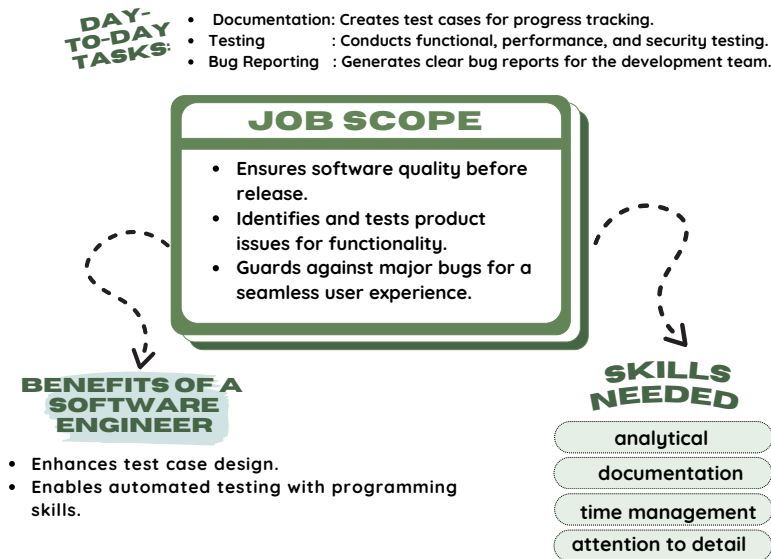 DAY-
TO-DAY
TASKS:
• Documentation: Creates test cases for progress tracking.
• Testing : Conducts functional, performance, and security testing.
• Bug Reporting : Generates clear bug reports for the development team.
JOB SCOPE
• Ensures software quality before
release.
• Identifies and tests product
issues for functionality.
• Guards against major bugs for a
seamless user experience.
BENEFITS OF A
SOFTWARE
ENGINEER
• Enhances test case design.
• Enables automated testing with programming
skills.
SKILLS
NEEDED
analytical
documentation
time management
attention to detail